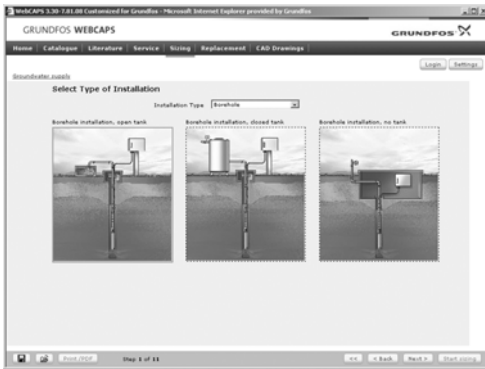 WebCAPS 3.30-7.01.80 Customized for Grundfos - Microsoft Internet Explorer provided by Grundfos
GRUNDFOS WEBCAPS
GRUNDFOS
Home Catalogue Literature Service Sizing Replacement CAD Drawings
Login Settings
Groundwater supply
Select Type of Installation
Installation Type Borehole
Borehole installation, open tank Borehole installation, closed tank Borehole installation, no tank
Print/PDF Step 1 of 11 << < Back Next > Start sizing